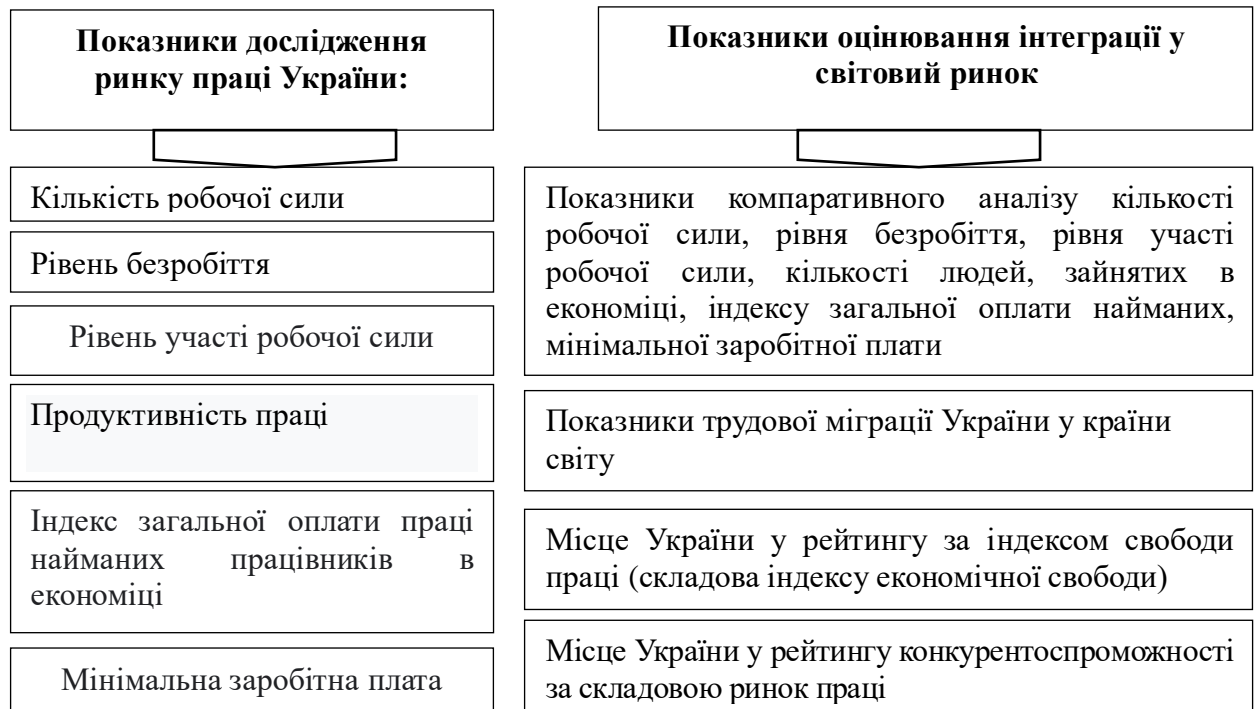 Показники дослідження
ринку праці України:
Кількість робочої сили
Рівень безробіття
Рівень участі робочої сили
Продуктивність праці
Індекс загальної оплати праці
найманих працівників в
економіці
Мінімальна заробітна плата
Показники оцінювання інтеграції у
світовий ринок
Показники компаративного аналізу кількості
робочої сили, рівня безробіття, рівня участі
робочої сили, кількості людей, зайнятих в
економіці, індексу загальної оплати найманих,
мінімальної заробітної плати
Показники трудової міграції України у країни
світу
Місце України у рейтингу за індексом свободи
праці (складова індексу економічної свободи)
Місце України у рейтингу конкурентоспроможності
за складовою ринок праці